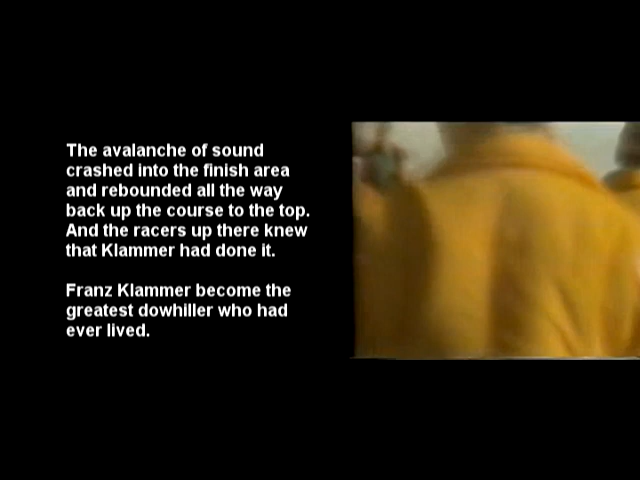 The avalanche of sound
crashed into the finish area
and rebounded all the way
back up the course to the top.
And the racers up there knew
that Klammer had done it.
Franz Klammer become the
greatest dowhiller who had
ever lived.